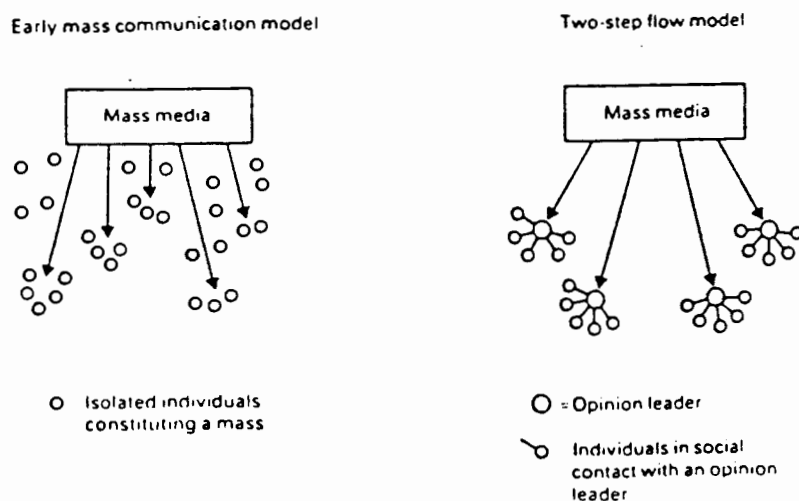 Early mass communication model
Mass media
Isolated individuals
constituting a mass
Two-step flow model
Mass media
= Opinion leader
Individuals in social
contact with an opinion
leader